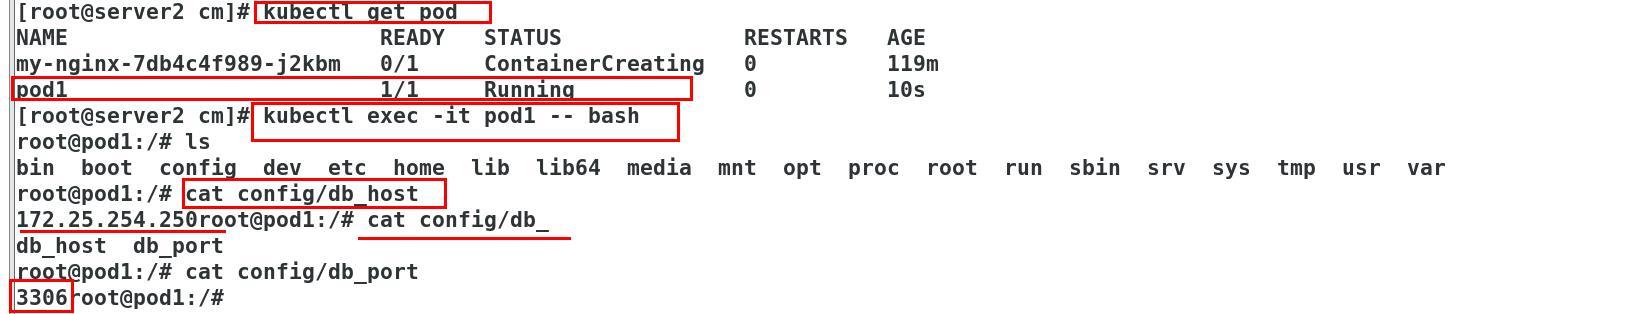 [root@server2 cm]# kubectl get pod
NAME                        READY   STATUS              RESTARTS   AGE
my-nginx-7db4c4f989-j2kbm   0/1     ContainerCreating   0          119m
pod1                        1/1     Running             0          10s
[root@server2 cm]# kubectl exec -it pod1 -- bash
root@pod1:/# ls
bin  boot  config  dev  etc  home  lib  lib64  media  mnt  opt  proc  root  run  sbin  srv  sys  tmp  usr  var
root@pod1:/# cat config/db_host
172.25.254.250root@pod1:/# cat config/db_
db_host  db_port
root@pod1:/# cat config/db_port
3306root@pod1:/#